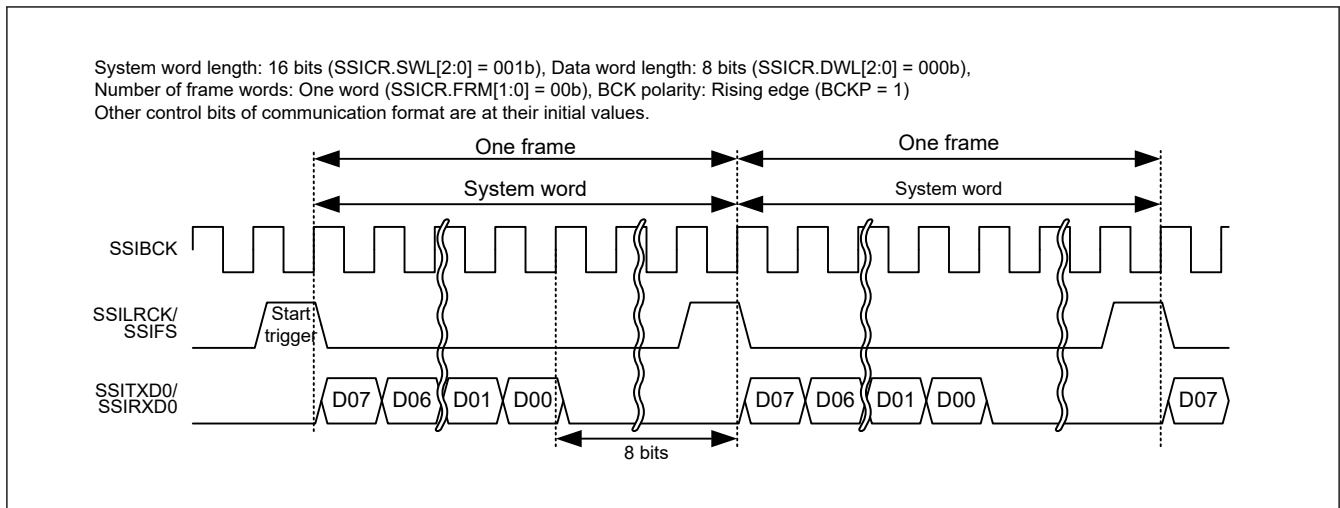 System word length: 16 bits (SSICR.SWL[2:0] = 001b), Data word length: 8 bits (SSICR.DWL[2:0] = 000b),
Number of frame words: One word (SSICR.FRM[1:0] = 00b), BCK polarity: Rising edge (BCKP = 1)
Other control bits of communication format are at their initial values.
One frame One frame
System word System word
SSIBCK
SSILRCK/
SSIFS
Start
trigger
SSITXD0/
SSIRXD0
D07 D06 D01 D00 D07 D06 D01 D00 D07
8 bits